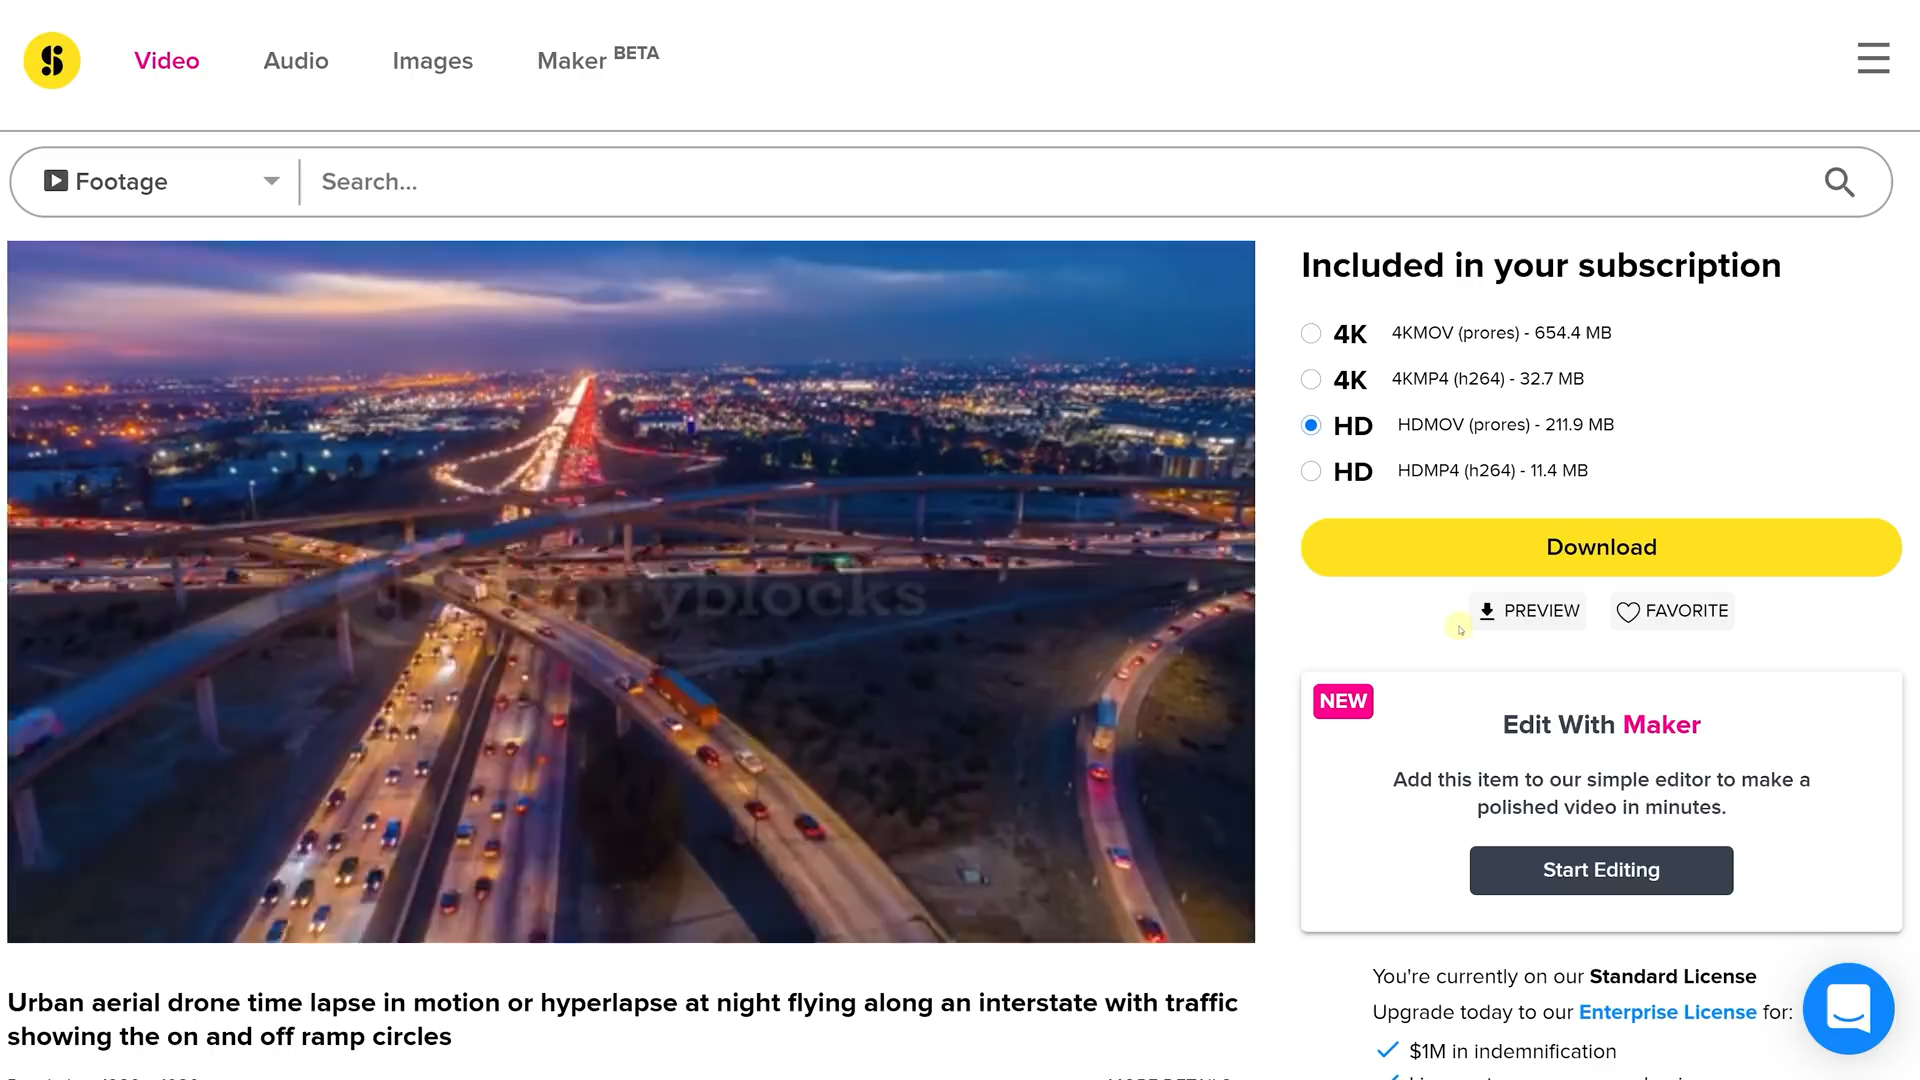 Video
Audio
Images
Maker BETA
Footage
Search...
Included in your subscription
4K 4KMOV (prores) - 654.4 MB
4K 4KMP4 (h264) - 32.7 MB
HD HDMOV (prores) - 211.9 MB
HD HDMP4 (h264) - 11.4 MB
Download
PREVIEW
FAVORITE
storyblocks
NEW
Edit With Maker
Add this item to our simple editor to make a
polished video in minutes.
Start Editing
You're currently on our Standard License
Upgrade today to our Enterprise License for:
$1M in indemnification
Urban aerial drone time lapse in motion or hyperlapse at night flying along an interstate with traffic
showing the on and off ramp circles